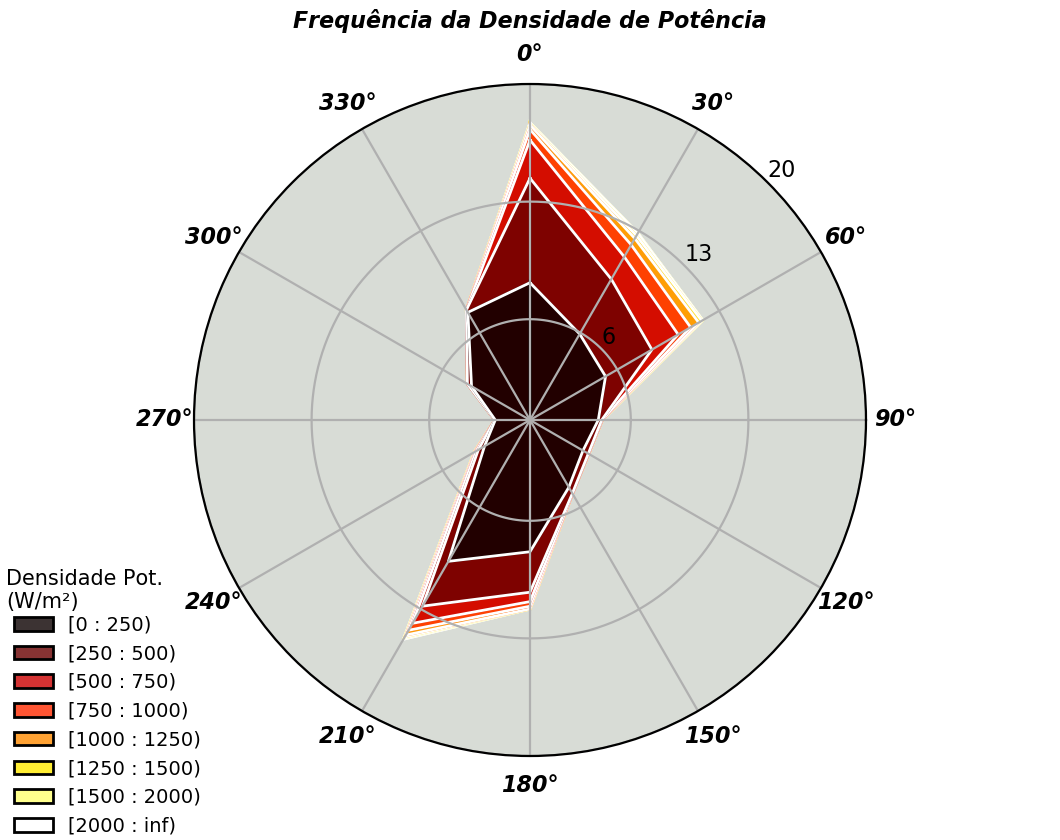 Frequência da Densidade de Potência
0°
330°
30°
20
300°
60°
13
6
270°
90°
240°
120°
210°
150°
180°
Densidade Pot.
(W/m²)
[0 : 250)
[250 : 500)
[500 : 750)
[750 : 1000)
[1000 : 1250)
[1250 : 1500)
[1500 : 2000)
[2000 : inf)